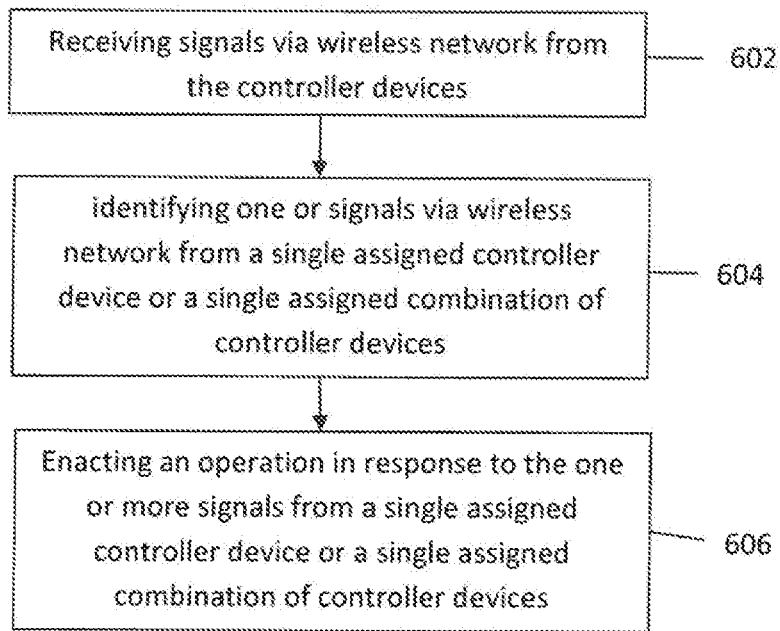 Receiving signals via wireless network from
the controller devices
602
identifying one or signals via wireless
network from a single assigned controller
device or a single assigned combination of
controller devices
604
Enacting an operation in response to the one
or more signals from a single assigned
controller device or a single assigned
combination of controller devices
606